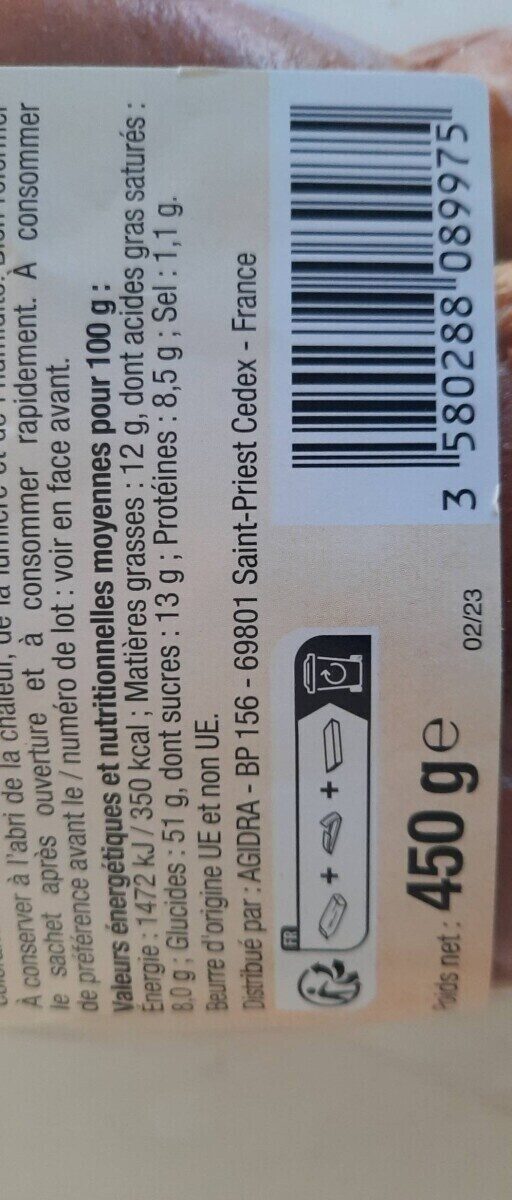 À conserver à l'abri de la chaleur, de la lumière et de l'humidité.
le sachet après ouverture et à consommer rapidement. À consommer
de préférence avant le / numéro de lot : voir en face avant.
Valeurs énergétiques et nutritionnelles moyennes pour 100 g :
Énergie : 1472 kJ / 350 kcal ; Matières grasses : 12 g, dont acides gras saturés :
8,0 g ; Glucides : 51 g, dont sucres : 13 g ; Protéines : 8,5 g ; Sel : 1,1 g.
Beurre d'origine UE et non UE.
Distribué par : AGIDRA - BP 156 - 69801 Saint-Priest Cedex - France
FR
+ +
Poids net : 450 g e
02/23
3 580288 089975